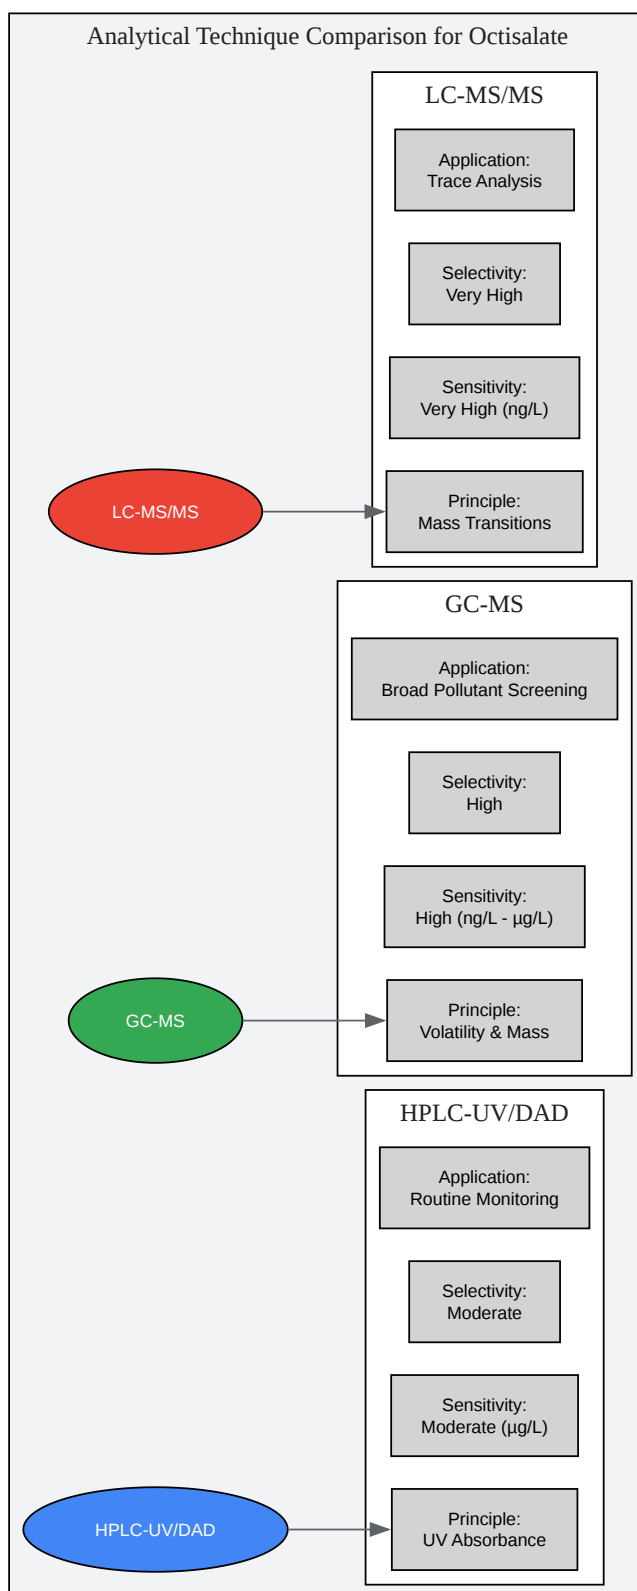 Analytical Technique Comparison for Octisalate
LC-MS/MS
Application:
Trace Analysis
Selectivity:
Very High
Sensitivity:
Very High (ng/L)
LC-MS/MS
Principle:
Mass Transitions
GC-MS
Application:
Broad Pollutant Screening
Selectivity:
High
Sensitivity:
High (ng/L - µg/L)
GC-MS
Principle:
Volatility & Mass
HPLC-UV/DAD
Application:
Routine Monitoring
Selectivity:
Moderate
Sensitivity:
Moderate (µg/L)
HPLC-UV/DAD
Principle:
UV Absorbance